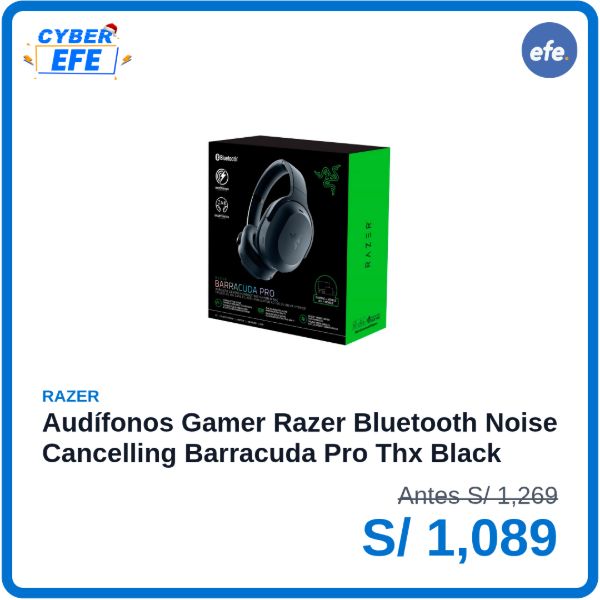 CYBER
EFE
efe.
Bluetooth
BARRACUDA PRO
RAZER
RAZER
Audífonos Gamer Razer Bluetooth Noise
Cancelling Barracuda Pro Thx Black
Antes S/ 1,269
S/ 1,089